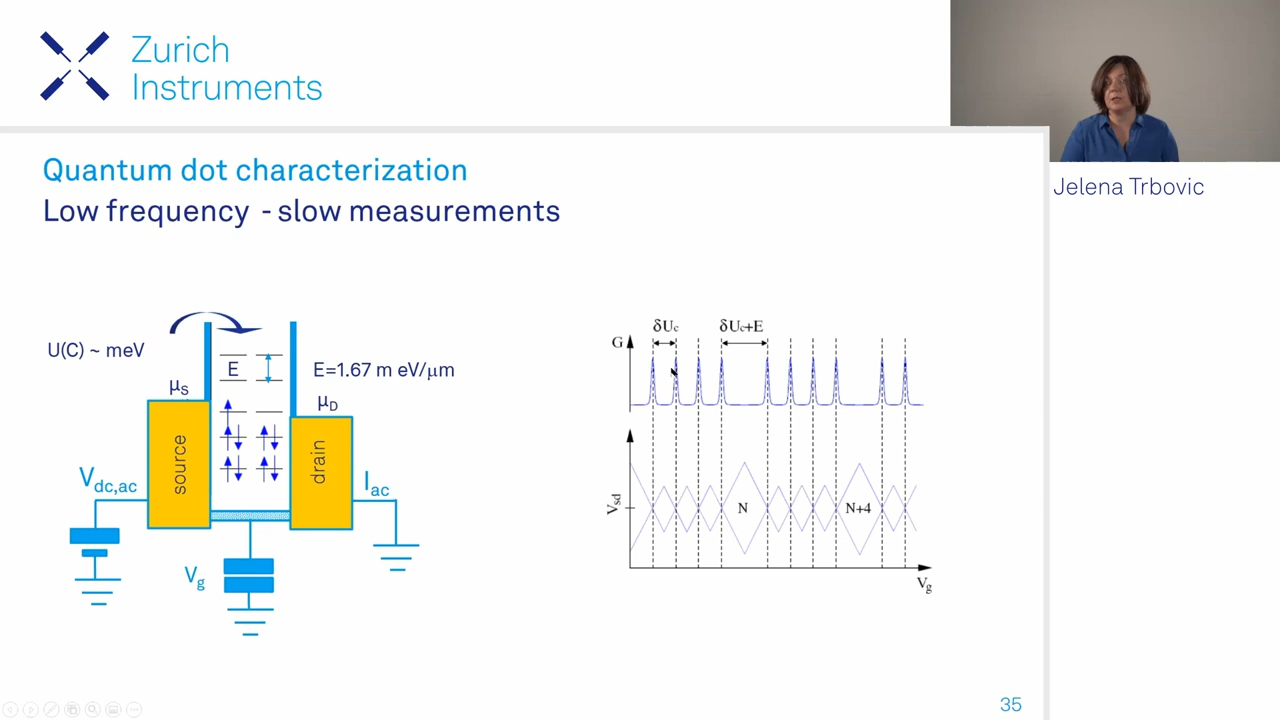 Zurich
Instruments
Jelena Trbovic
Quantum dot characterization
Low frequency - slow measurements
U(C) ~ meV
E
E=1.67 m eV/μm
μS
μD
source
drain
Vdc,ac
Iac
Vg
δUc
δUc+E
G
Vsd
N
N+4
Vg
35